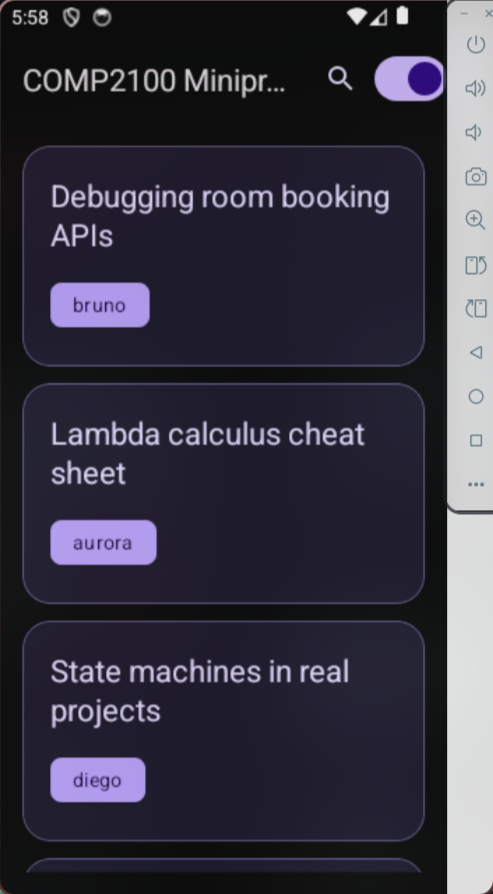 5:58
COMP2100 Minipr...
Debugging room booking
APIs
bruno
Lambda calculus cheat
sheet
aurora
State machines in real
projects
diego